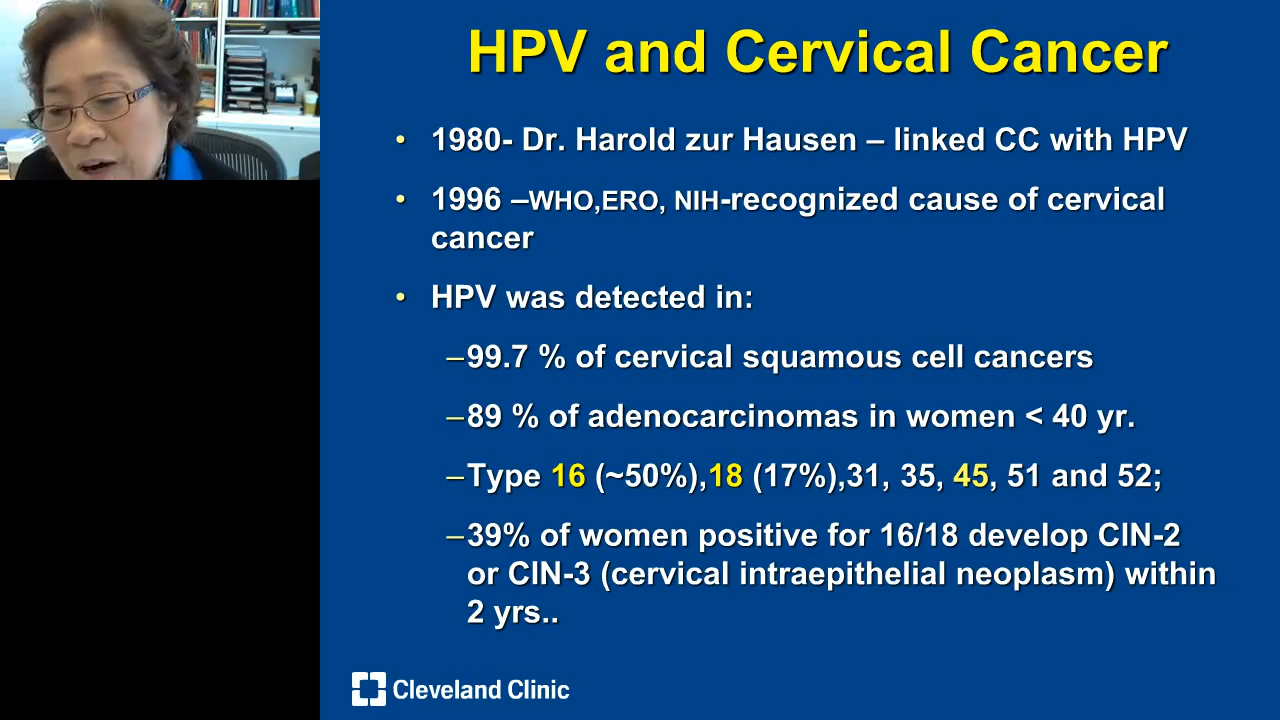 HPV and Cervical Cancer
• 1980- Dr. Harold zur Hausen – linked CC with HPV
• 1996 –WHO,ERO, NIH-recognized cause of cervical
cancer
• HPV was detected in:
–99.7 % of cervical squamous cell cancers
–89 % of adenocarcinomas in women < 40 yr.
–Type 16 (~50%),18 (17%),31, 35, 45, 51 and 52;
–39% of women positive for 16/18 develop CIN-2
or CIN-3 (cervical intraepithelial neoplasm) within
2 yrs..
Cleveland Clinic